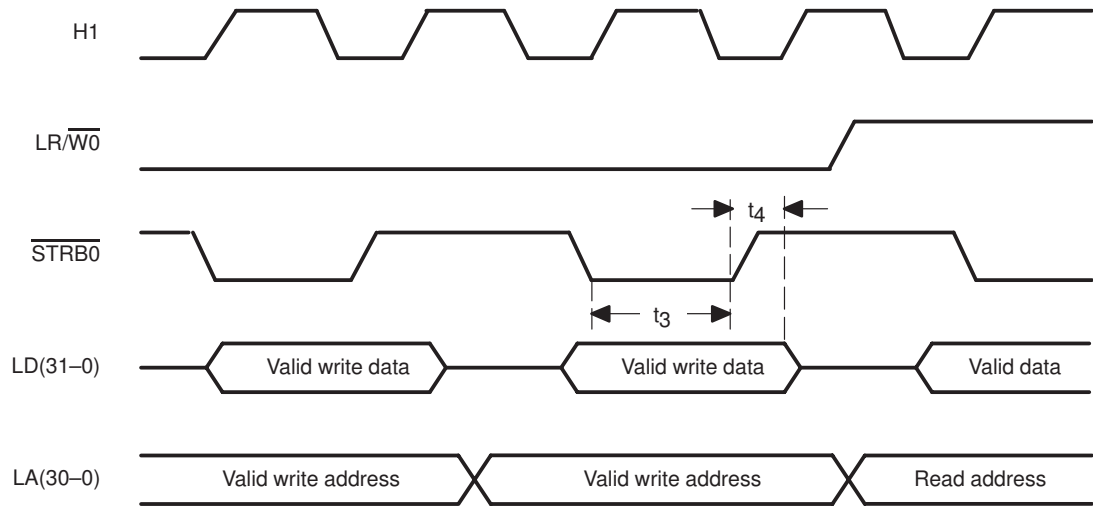 H1
LR/W0
t4
STRB0
t3
LD(31–0) Valid write data Valid write data Valid data
LA(30–0) Valid write address Valid write address Read address